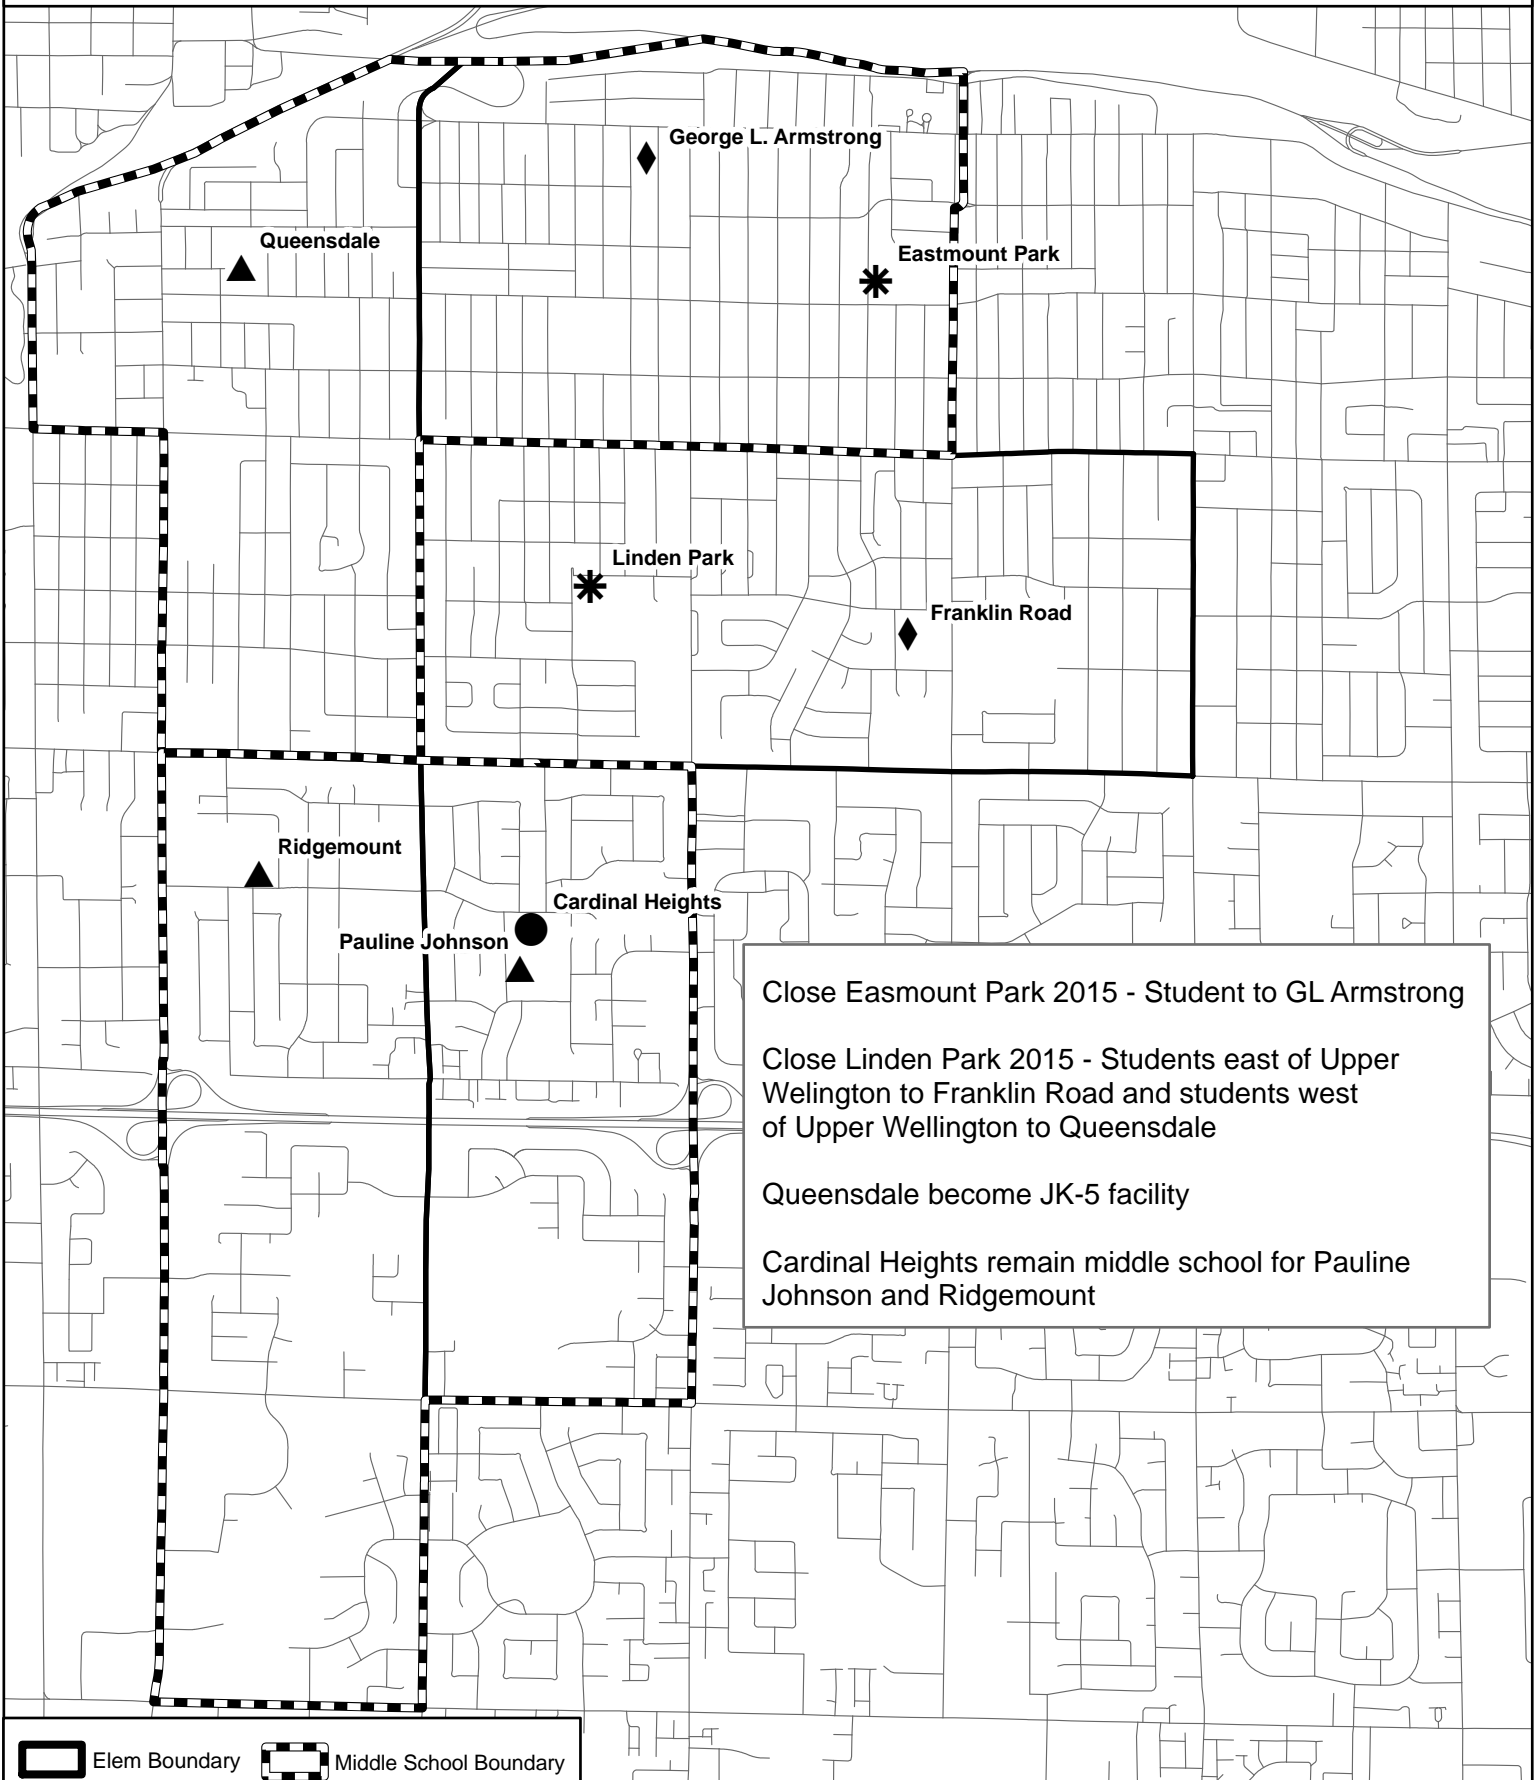 George L. Armstrong
Queensdale
Eastmount Park
Linden Park
Franklin Road
Ridgemount
Cardinal Heights
Pauline Johnson
Close Easmount Park 2015 - Student to GL Armstrong
Close Linden Park 2015 - Students east of Upper
Welington to Franklin Road and students west
of Upper Wellington to Queensdale
Queensdale become JK-5 facility
Cardinal Heights remain middle school for Pauline
Johnson and Ridgemount
Elem Boundary
Middle School Boundary